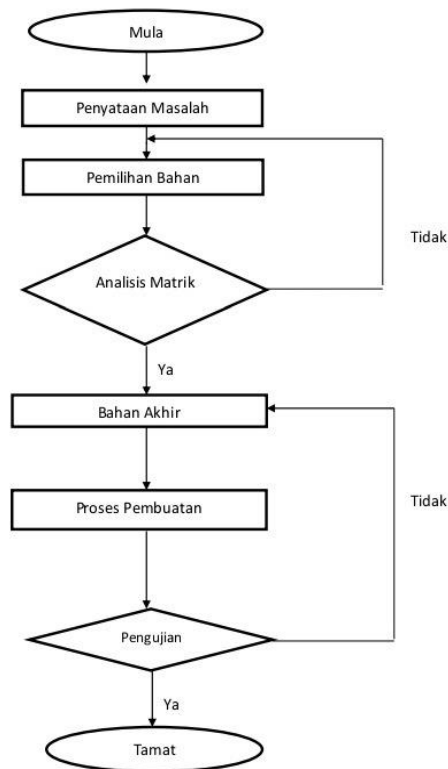 Mula
Penyataan Masalah
Pemilihan Bahan
Tidak
Analisis Matrik
Ya
Bahan Akhir
Proses Pembuatan
Tidak
Pengujian
Ya
Tamat